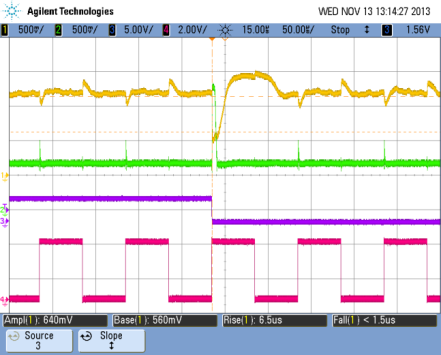 Agilent Technologies WED NOV 13 13:14:27 2013
1 500mV/ 2 500mV/ 3 5.00V/ 4 2.00V/ 15.00µ 50.00µ/ Stop 3 1.56V
Ampl(1): 640mV Base(1): 560mV Rise(1): 6.5us Fall(1): < 1.5us
Source Slope
3